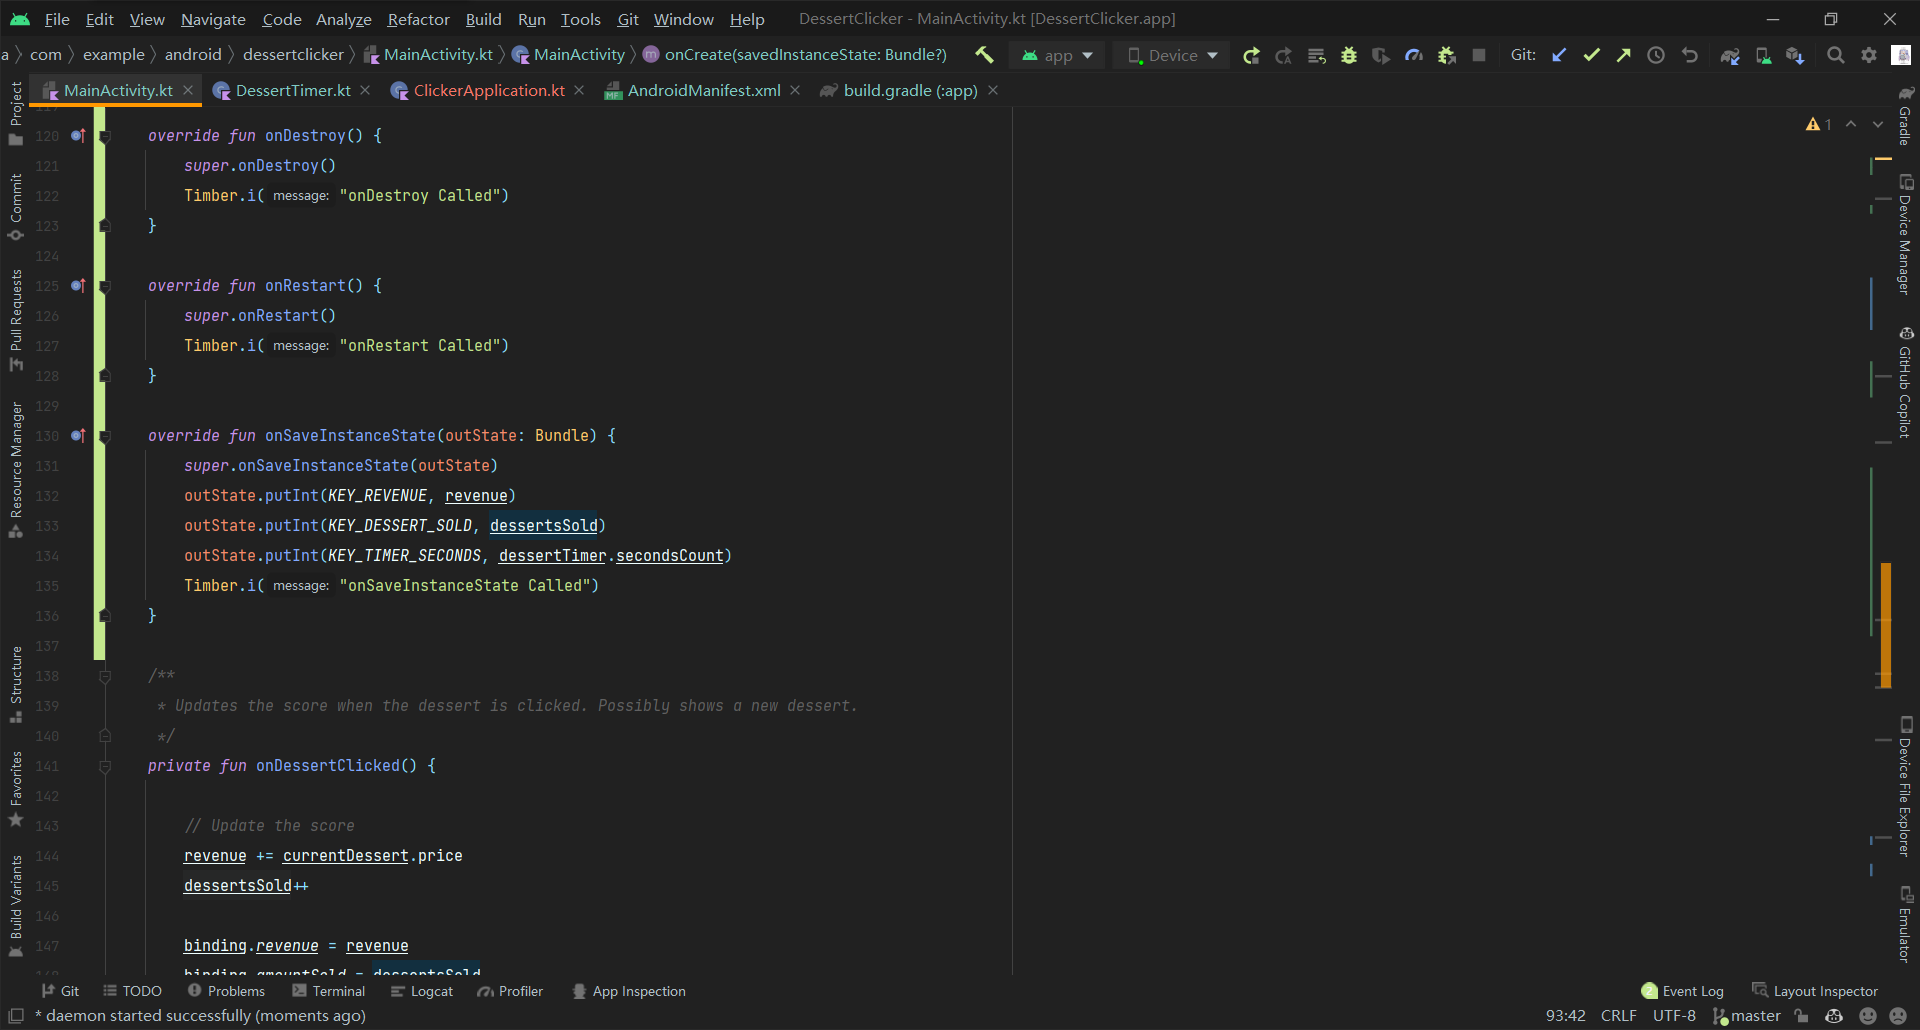 File Edit View Navigate Code Analyze Refactor Build Run Tools Git Window Help DessertClicker - MainActivity.kt [DessertClicker.app]
a com example android dessertclicker MainActivity.kt MainActivity onCreate(savedInstanceState: Bundle?) app Device Git:
MainActivity.kt DessertTimer.kt ClickerApplication.kt AndroidManifest.xml build.gradle (:app)
120 override fun onDestroy() {
121 super.onDestroy()
122 Timber.i( message: "onDestroy Called")
123 }
124
125 override fun onRestart() {
126 super.onRestart()
127 Timber.i( message: "onRestart Called")
128 }
129
130 override fun onSaveInstanceState(outState: Bundle) {
131 super.onSaveInstanceState(outState)
132 outState.putInt(KEY_REVENUE, revenue)
133 outState.putInt(KEY_DESSERT_SOLD, dessertsSold)
134 outState.putInt(KEY_TIMER_SECONDS, dessertTimer.secondsCount)
135 Timber.i( message: "onSaveInstanceState Called")
136 }
137
138 /**
139 * Updates the score when the dessert is clicked. Possibly shows a new dessert.
140 */
141 private fun onDessertClicked() {
142
143 // Update the score
144 revenue += currentDessert.price
145 dessertsSold++
146
147 binding.revenue = revenue
148 binding.amountSold = dessertsSold
1
Project
Commit
Pull Requests
Resource Manager
Structure
Favorites
Build Variants
Gradle
Device Manager
GitHub Copilot
Device File Explorer
Emulator
Git TODO Problems Terminal Logcat Profiler App Inspection 2 Event Log Layout Inspector
* daemon started successfully (moments ago) 93:42 CRLF UTF-8 master